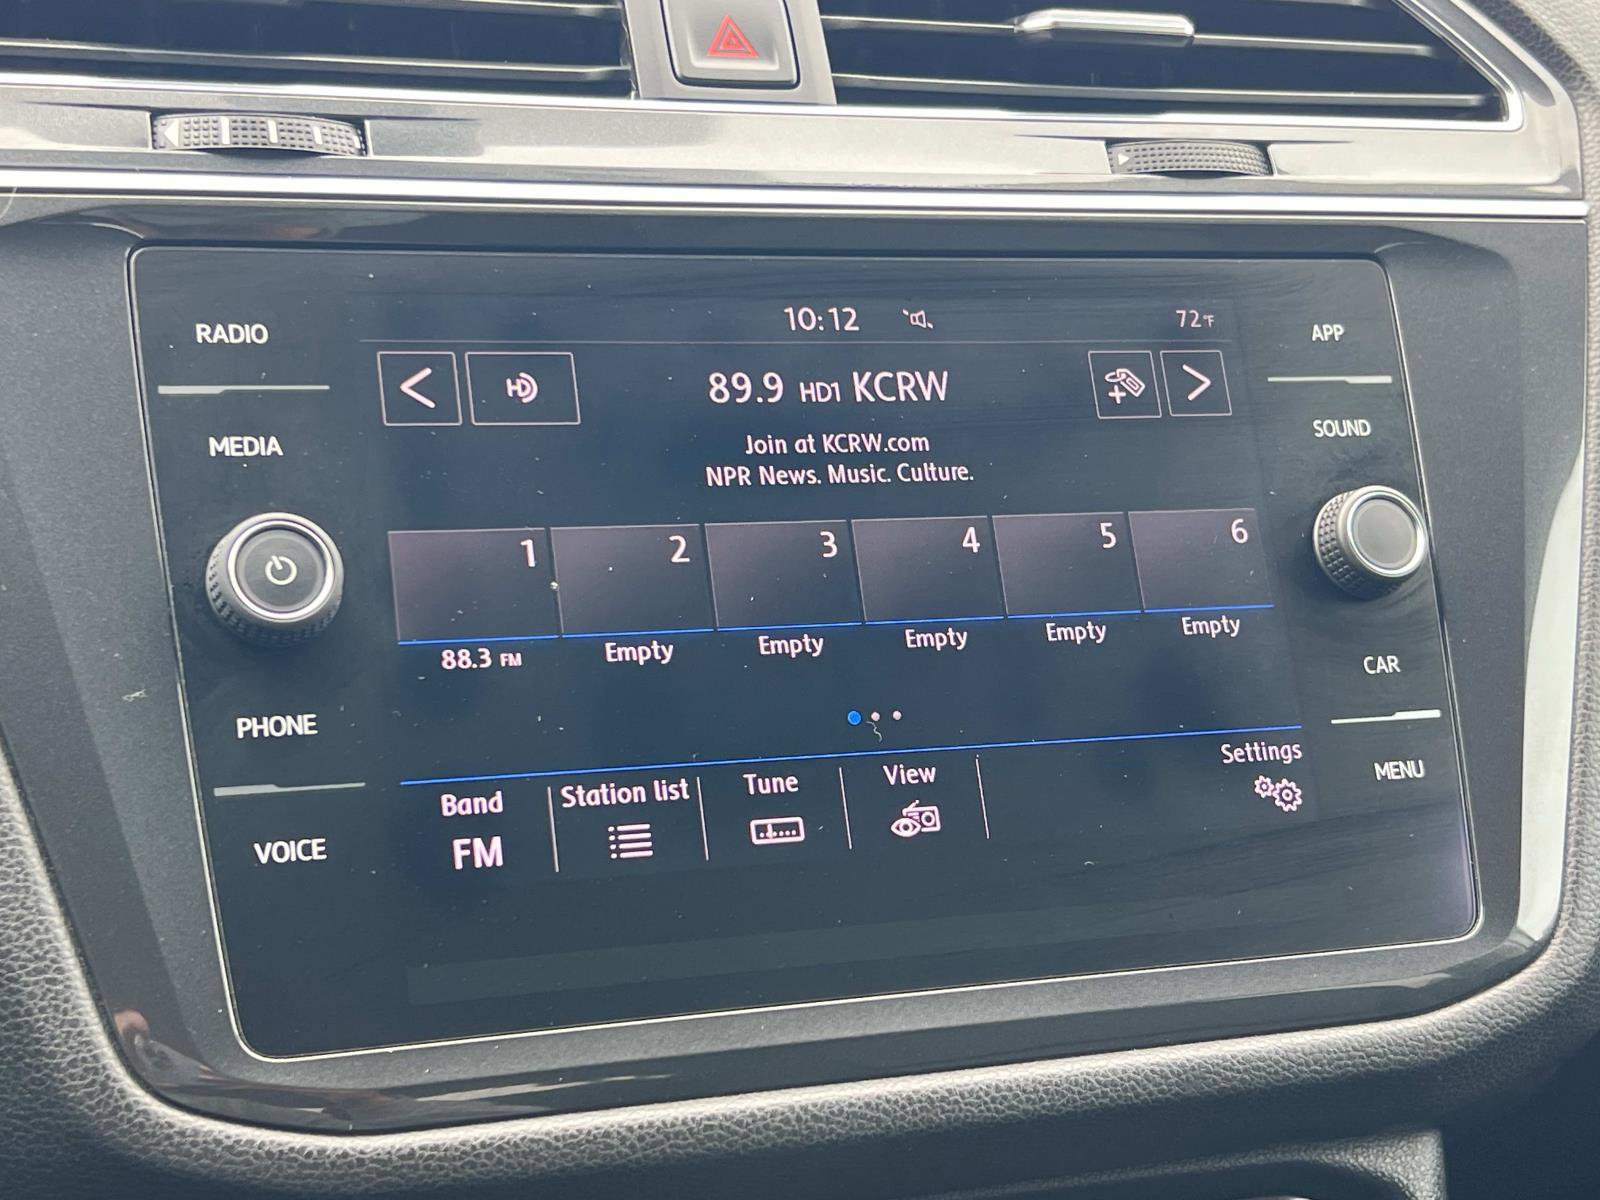 10:12
72°F
RADIO
MEDIA
PHONE
VOICE
HD
89.9 HD1 KCRW
Join at KCRW.com
NPR News. Music. Culture.
1
2
3
4
5
6
88.3 FM
Empty
Empty
Empty
Empty
Empty
Band
FM
Station list
Tune
View
Settings
APP
SOUND
CAR
MENU